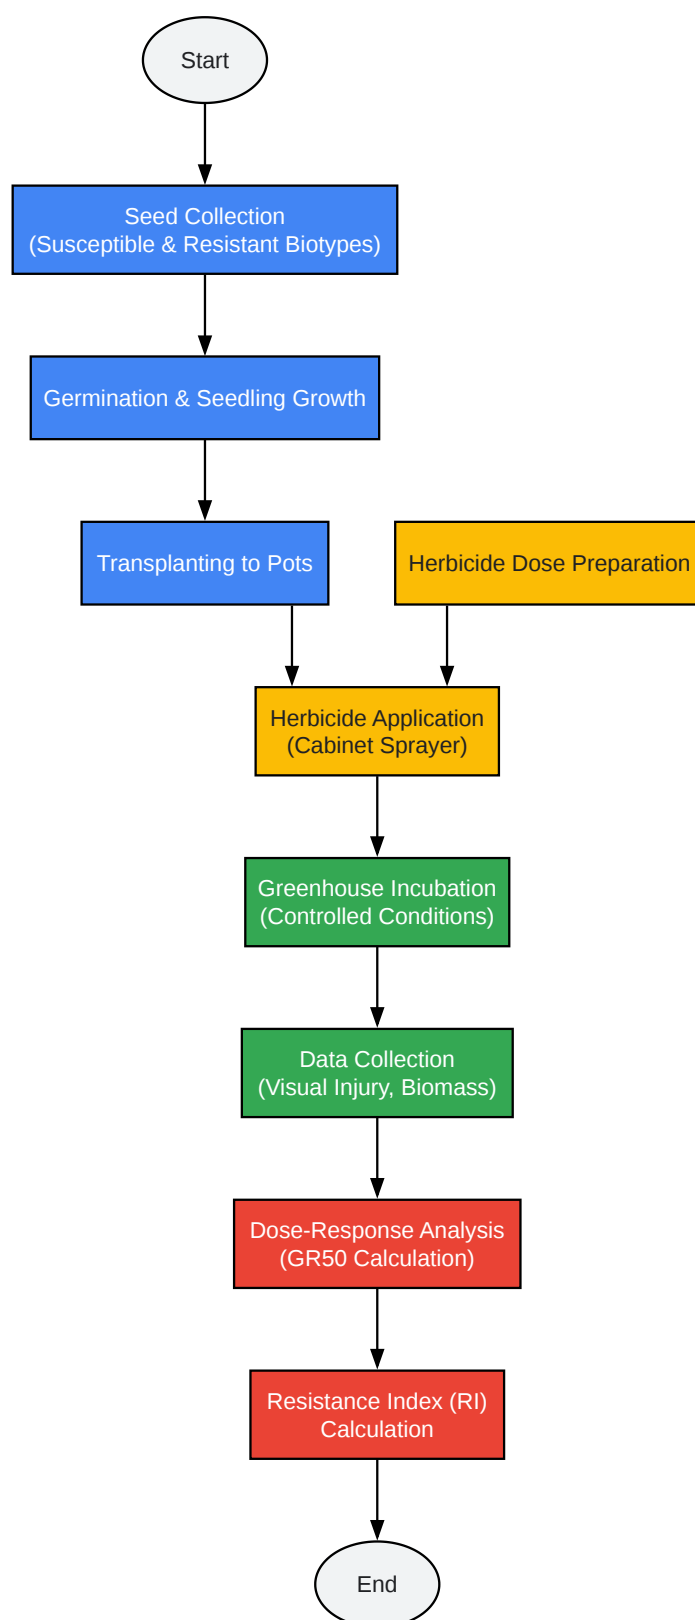 Start
Seed Collection
(Susceptible & Resistant Biotypes)
Germination & Seedling Growth
Transplanting to Pots
Herbicide Dose Preparation
Herbicide Application
(Cabinet Sprayer)
Greenhouse Incubation
(Controlled Conditions)
Data Collection
(Visual Injury, Biomass)
Dose-Response Analysis
(GR50 Calculation)
Resistance Index (RI)
Calculation
End